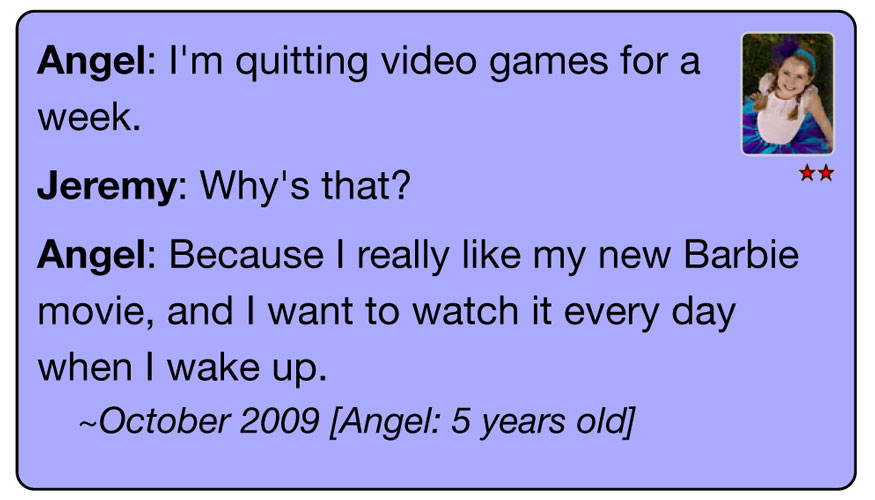 Angel: I'm quitting video games for a
week.
Jeremy: Why's that?
Angel: Because I really like my new Barbie
movie, and I want to watch it every day
when I wake up.
~October 2009 [Angel: 5 years old]